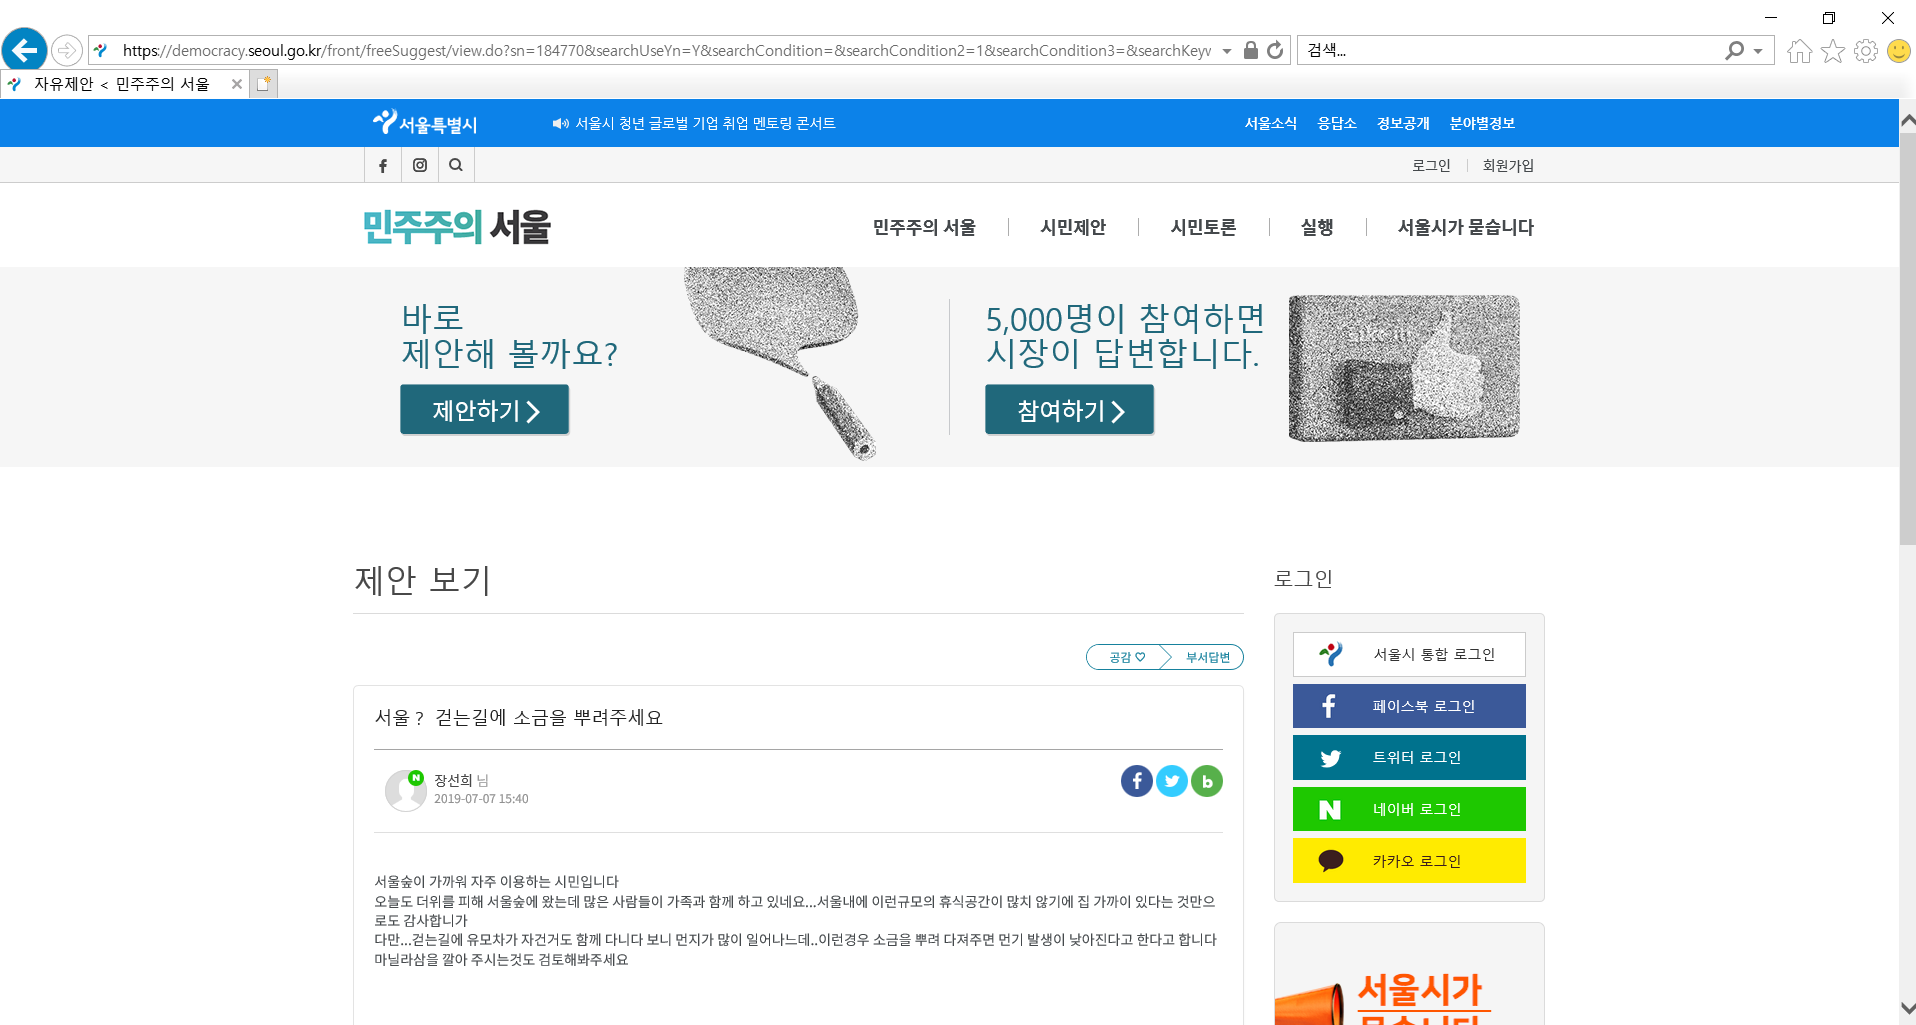 https://democracy.seoul.go.kr/front/freeSuggest/view.do?sn=184770&searchUseYn=Y&searchCondition=&searchCondition2=1&searchCondition3=&searchKeyw
검색...
자유제안 < 민주주의 서울
서울특별시
서울시 청년 글로벌 기업 취업 멘토링 콘서트
서울소식 응답소 정보공개 분야별정보
로그인 회원가입
민주주의 서울
민주주의 서울 시민제안 시민토론 실행 서울시가 묻습니다
바로
제안해 볼까요?
제안하기
5,000명이 참여하면
시장이 답변합니다.
참여하기
제안 보기
공감 부서답변
서울 ? 걷는길에 소금을 뿌려주세요
장선희 님
2019-07-07 15:40
서울숲이 가까워 자주 이용하는 시민입니다
오늘도 더위를 피해 서울숲에 왔는데 많은 사람들이 가족과 함께 하고 있네요...서울내에 이런규모의 휴식공간이 많치 않기에 집 가까이 있다는 것만으
로도 감사합니가
다만...걷는길에 유모차가 자건거도 함께 다니다 보니 먼지가 많이 일어나느데..이런경우 소금을 뿌려 다져주면 먼기 발생이 낮아진다고 한다고 합니다
마닐라삼을 깔아 주시는것도 검토해봐주세요
로그인
서울시 통합 로그인
페이스북 로그인
트위터 로그인
네이버 로그인
카카오 로그인
서울시가
묻습니다